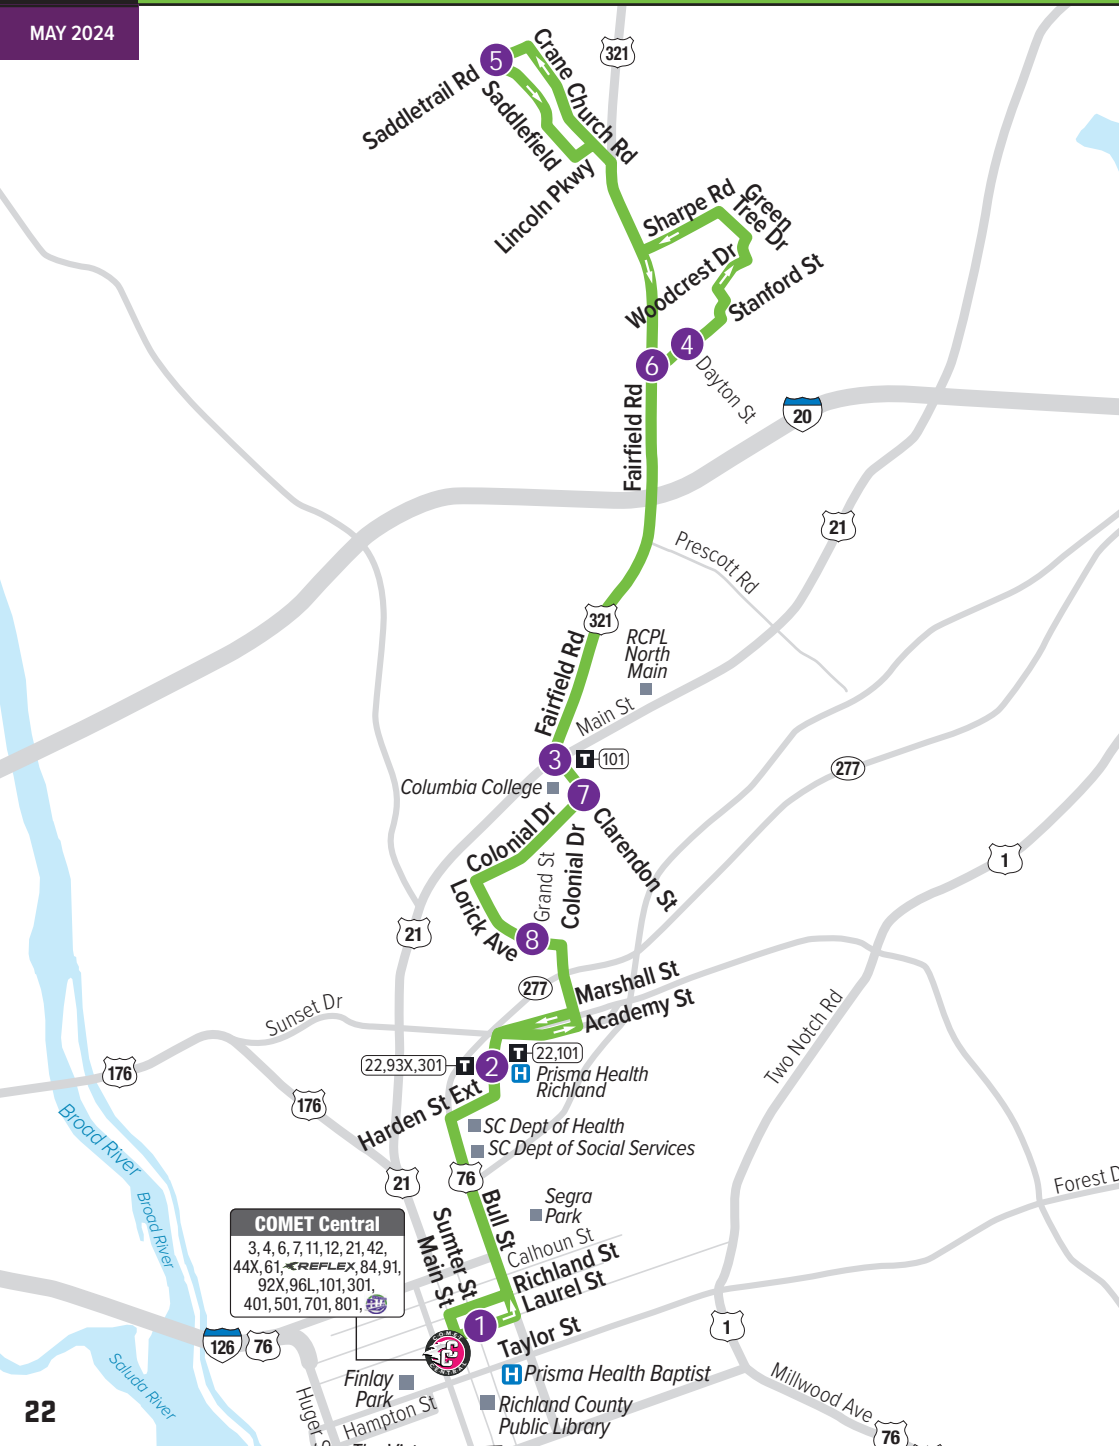 MAY 2024
321
5
Crane Church Rd
Saddletrail Rd
Saddlefield
Lincoln Pkwy
Sharpe Rd
Green
Tree Dr
Woodcrest Dr
Stanford St
4
6
Dayton St
20
Fairfield Rd
21
Prescott Rd
321
RCPL
North
Main
Fairfield Rd
Main St
3
T 101
277
Columbia College
7
Colonial Dr
Clarendon St
Grand St
Colonial Dr
1
Lorick Ave
8
21
277
Marshall St
Academy St
Sunset Dr
Two Notch Rd
22,93X,301 T
2
T 22,101
H Prisma Health
Richland
176
176
Harden St Ext
Broad River
SC Dept of Health
SC Dept of Social Services
76
21
Forest D
Broad River
Bull St
Segra
Park
Sumter St
Main St
Calhoun St
Richland St
Laurel St
COMET Central
3, 4, 6, 7, 11, 12, 21, 42,
44X, 61, REFLEX, 84, 91,
92X, 96L, 101, 301,
401, 501, 701, 801,
1
Taylor St
1
126
76
COMET
CENTRAL
Saluda River
H Prisma Health Baptist
Finlay
Park
Millwood Ave
Huger S
Hampton St
Richland County
Public Library
76
22